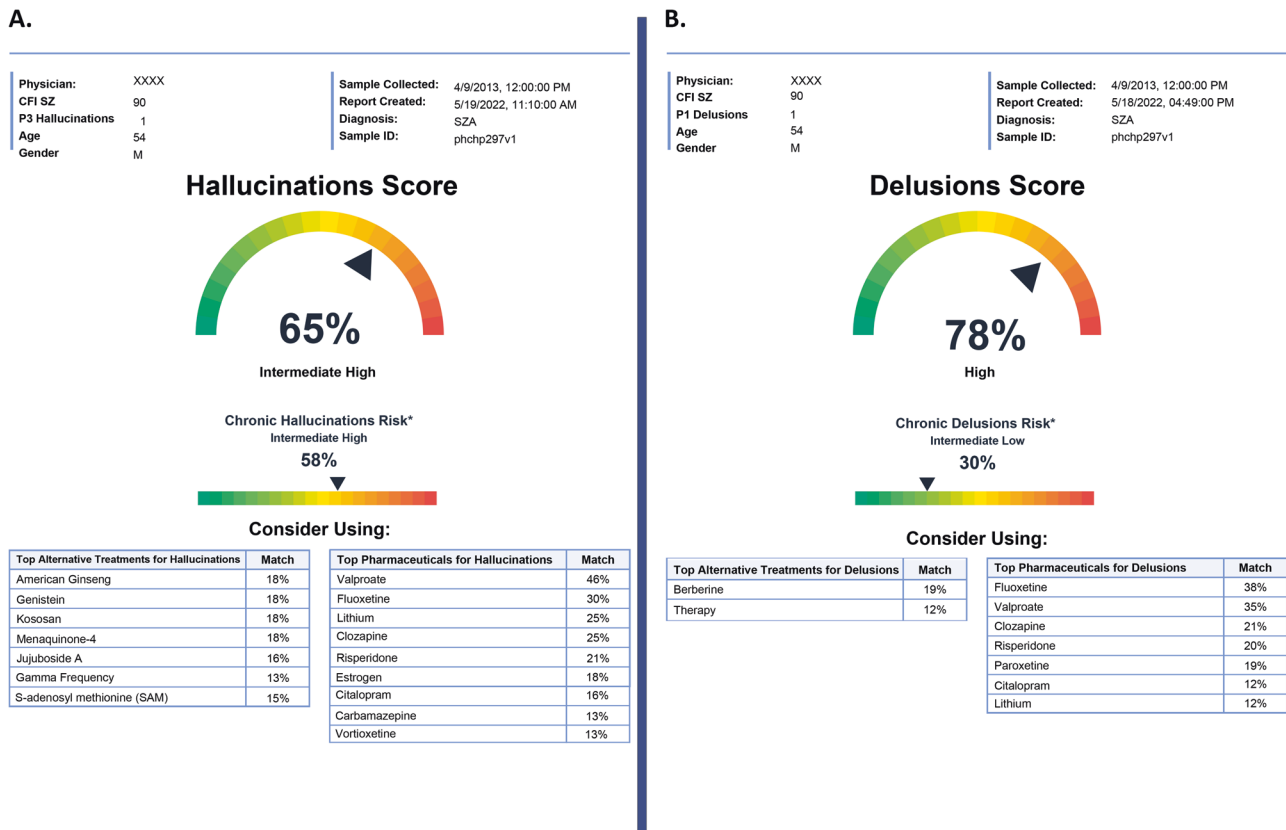 A.
Physician: XXXX
CFI SZ 90
P3 Hallucinations 1
Age 54
Gender M
Sample Collected: 4/9/2013, 12:00:00 PM
Report Created: 5/19/2022, 11:10:00 AM
Diagnosis: SZA
Sample ID: phchp297v1
Hallucinations Score
65%
Intermediate High
Chronic Hallucinations Risk*
Intermediate High
58%
Consider Using:
Top Alternative Treatments for Hallucinations Match
American Ginseng 18%
Genistein 18%
Kososan 18%
Menaquinone-4 18%
Jujuboside A 16%
Gamma Frequency 13%
S-adenosyl methionine (SAM) 15%
Top Pharmaceuticals for Hallucinations Match
Valproate 46%
Fluoxetine 30%
Lithium 25%
Clozapine 25%
Risperidone 21%
Estrogen 18%
Citalopram 16%
Carbamazepine 13%
Vortioxetine 13%
B.
Physician: XXXX
CFI SZ 90
P1 Delusions 1
Age 54
Gender M
Sample Collected: 4/9/2013, 12:00:00 PM
Report Created: 5/18/2022, 04:49:00 PM
Diagnosis: SZA
Sample ID: phchp297v1
Delusions Score
78%
High
Chronic Delusions Risk*
Intermediate Low
30%
Consider Using:
Top Alternative Treatments for Delusions Match
Berberine 19%
Therapy 12%
Top Pharmaceuticals for Delusions Match
Fluoxetine 38%
Valproate 35%
Clozapine 21%
Risperidone 20%
Paroxetine 19%
Citalopram 12%
Lithium 12%